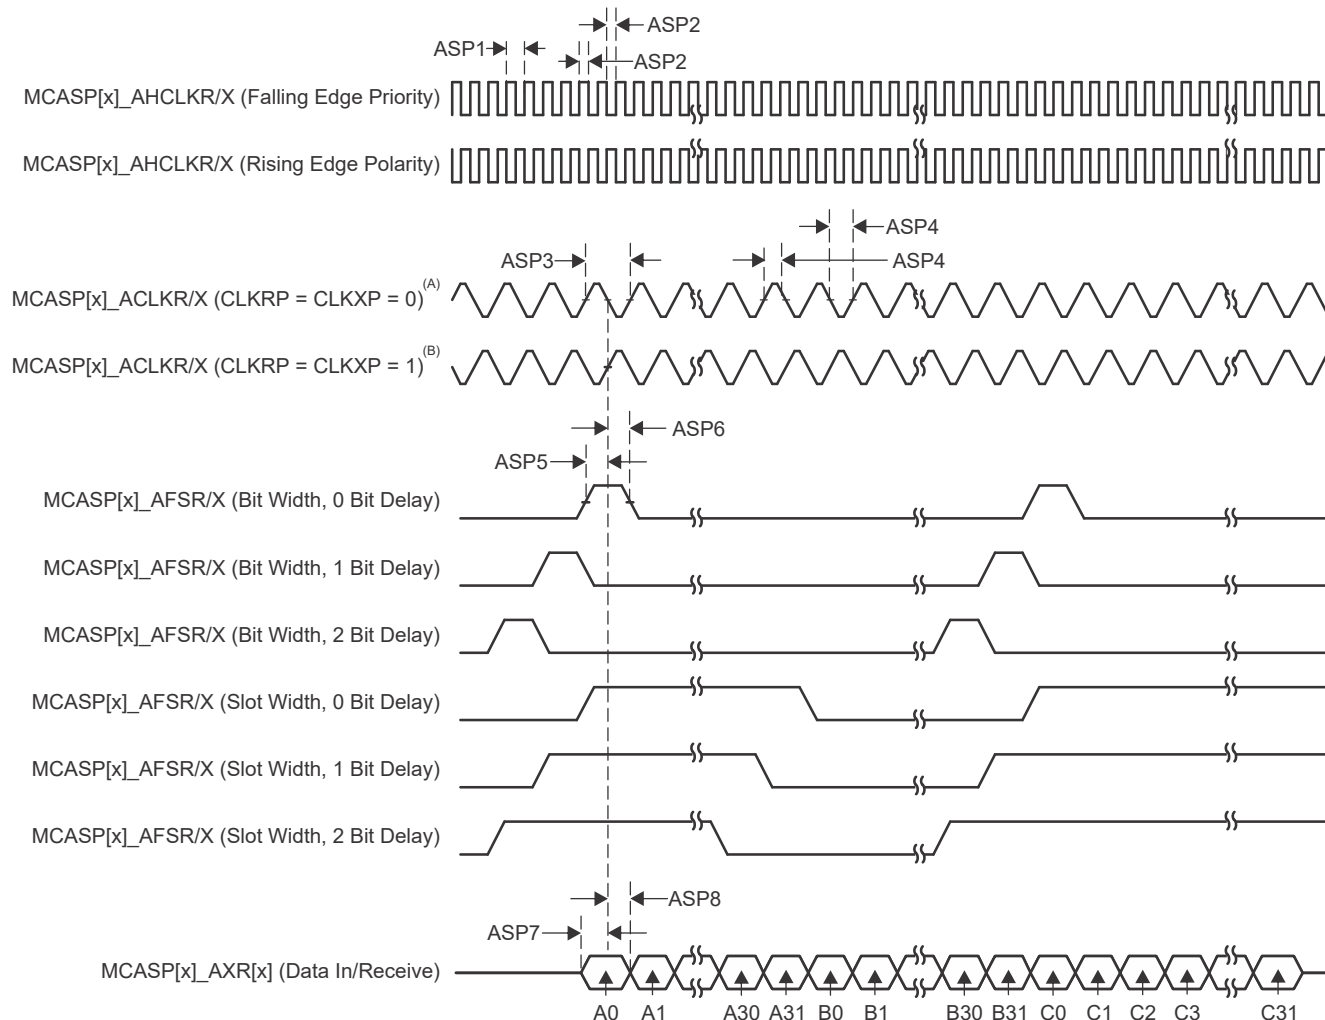 ASP2
ASP1
ASP2
MCASP[x]_AHCLKR/X (Falling Edge Priority)
MCASP[x]_AHCLKR/X (Rising Edge Polarity)
ASP4
ASP3
ASP4
MCASP[x]_ACLKR/X (CLKRP = CLKXP = 0)(A)
MCASP[x]_ACLKR/X (CLKRP = CLKXP = 1)(B)
ASP6
ASP5
MCASP[x]_AFSR/X (Bit Width, 0 Bit Delay)
MCASP[x]_AFSR/X (Bit Width, 1 Bit Delay)
MCASP[x]_AFSR/X (Bit Width, 2 Bit Delay)
MCASP[x]_AFSR/X (Slot Width, 0 Bit Delay)
MCASP[x]_AFSR/X (Slot Width, 1 Bit Delay)
MCASP[x]_AFSR/X (Slot Width, 2 Bit Delay)
ASP8
ASP7
MCASP[x]_AXR[x] (Data In/Receive)
A0 A1 A30 A31 B0 B1 B30 B31 C0 C1 C2 C3 C31